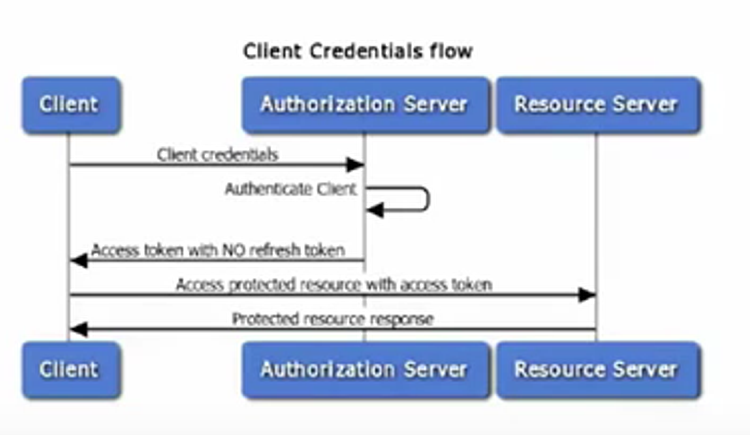 Client Credentials flow
Client
Authorization Server
Resource Server
Client credentials
Authenticate Client
Access token with NO refresh token
Access protected resource with access token
Protected resource response
Client
Authorization Server
Resource Server